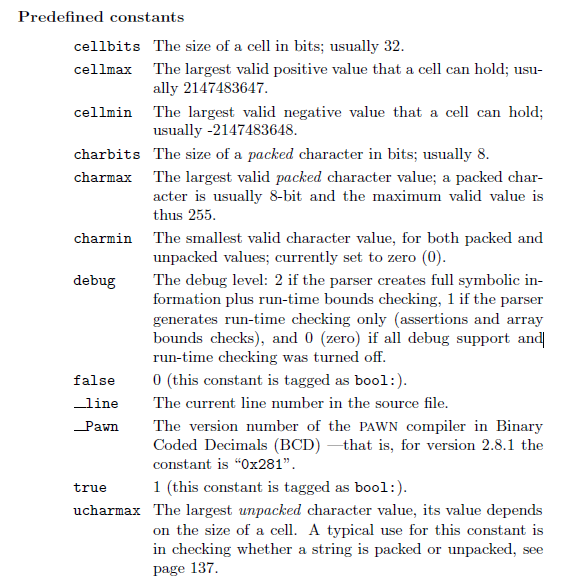 Predefined constants
cellbits The size of a cell in bits; usually 32.
cellmax The largest valid positive value that a cell can hold; usu-
ally 2147483647.
cellmin The largest valid negative value that a cell can hold;
usually -2147483648.
charbits The size of a packed character in bits; usually 8.
charmax The largest valid packed character value; a packed char-
acter is usually 8-bit and the maximum valid value is
thus 255.
charmin The smallest valid character value, for both packed and
unpacked values; currently set to zero (0).
debug The debug level: 2 if the parser creates full symbolic in-
formation plus run-time bounds checking, 1 if the parser
generates run-time checking only (assertions and array
bounds checks), and 0 (zero) if all debug support and
run-time checking was turned off.
false 0 (this constant is tagged as bool:).
__line The current line number in the source file.
__Pawn The version number of the PAWN compiler in Binary
Coded Decimals (BCD) —that is, for version 2.8.1 the
constant is “0x281”.
true 1 (this constant is tagged as bool:).
ucharmax The largest unpacked character value, its value depends
on the size of a cell. A typical use for this constant is
in checking whether a string is packed or unpacked, see
page 137.